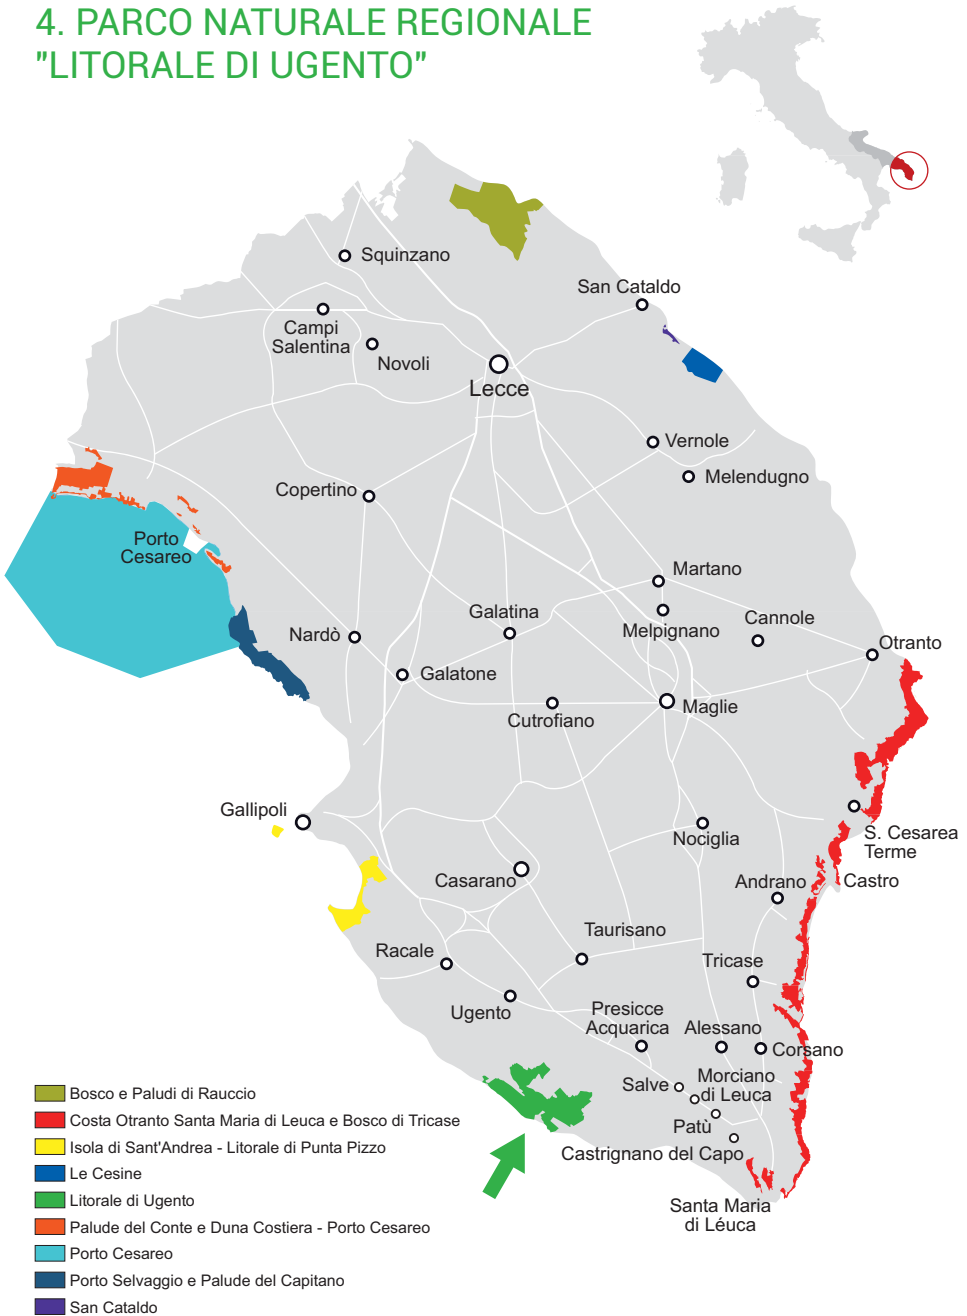 4. PARCO NATURALE REGIONALE
"LITORALE DI UGENTO"
Squinzano
San Cataldo
Campi
Salentina
Novoli
Lecce
Vernole
Melendugno
Copertino
Porto
Cesareo
Martano
Galatina
Melpignano
Cannole
Nardò
Otranto
Galatone
Cutrofiano
Maglie
Gallipoli
Nociglia
S. Cesarea
Terme
Casarano
Andrano
Castro
Taurisano
Racale
Tricase
Ugento
Presicce
Acquarica
Alessano
Corsano
Salve
Morciano
di Leuca
Patù
Castrignano del Capo
Santa Maria
di Léuca
Bosco e Paludi di Rauccio
Costa Otranto Santa Maria di Leuca e Bosco di Tricase
Isola di Sant'Andrea - Litorale di Punta Pizzo
Le Cesine
Litorale di Ugento
Palude del Conte e Duna Costiera - Porto Cesareo
Porto Cesareo
Porto Selvaggio e Palude del Capitano
San Cataldo